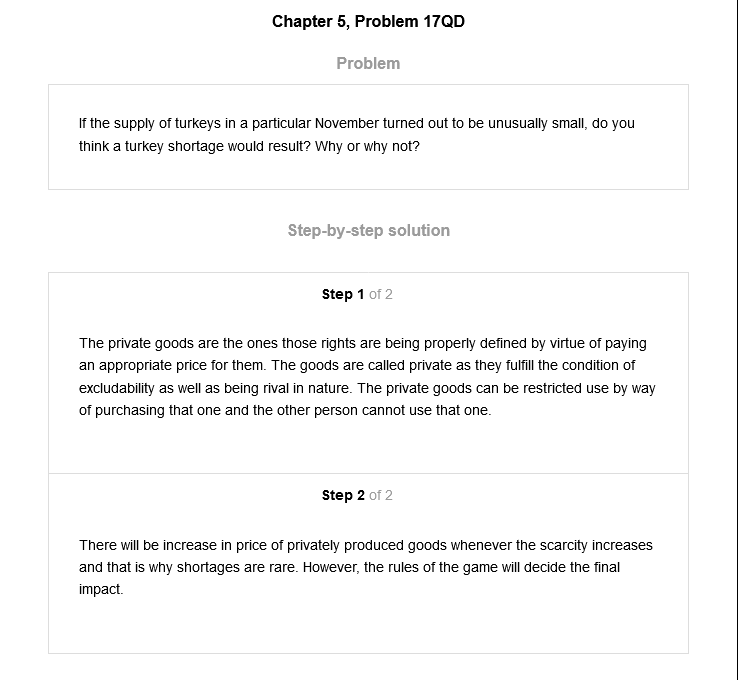 Chapter 5, Problem 17QD
Problem
If the supply of turkeys in a particular November turned out to be unusually small, do you
think a turkey shortage would result? Why or why not?
Step-by-step solution
Step 1 of 2
The private goods are the ones those rights are being properly defined by virtue of paying
an appropriate price for them. The goods are called private as they fulfill the condition of
excludability as well as being rival in nature. The private goods can be restricted use by way
of purchasing that one and the other person cannot use that one.
Step 2 of 2
There will be increase in price of privately produced goods whenever the scarcity increases
and that is why shortages are rare. However, the rules of the game will decide the final
impact.